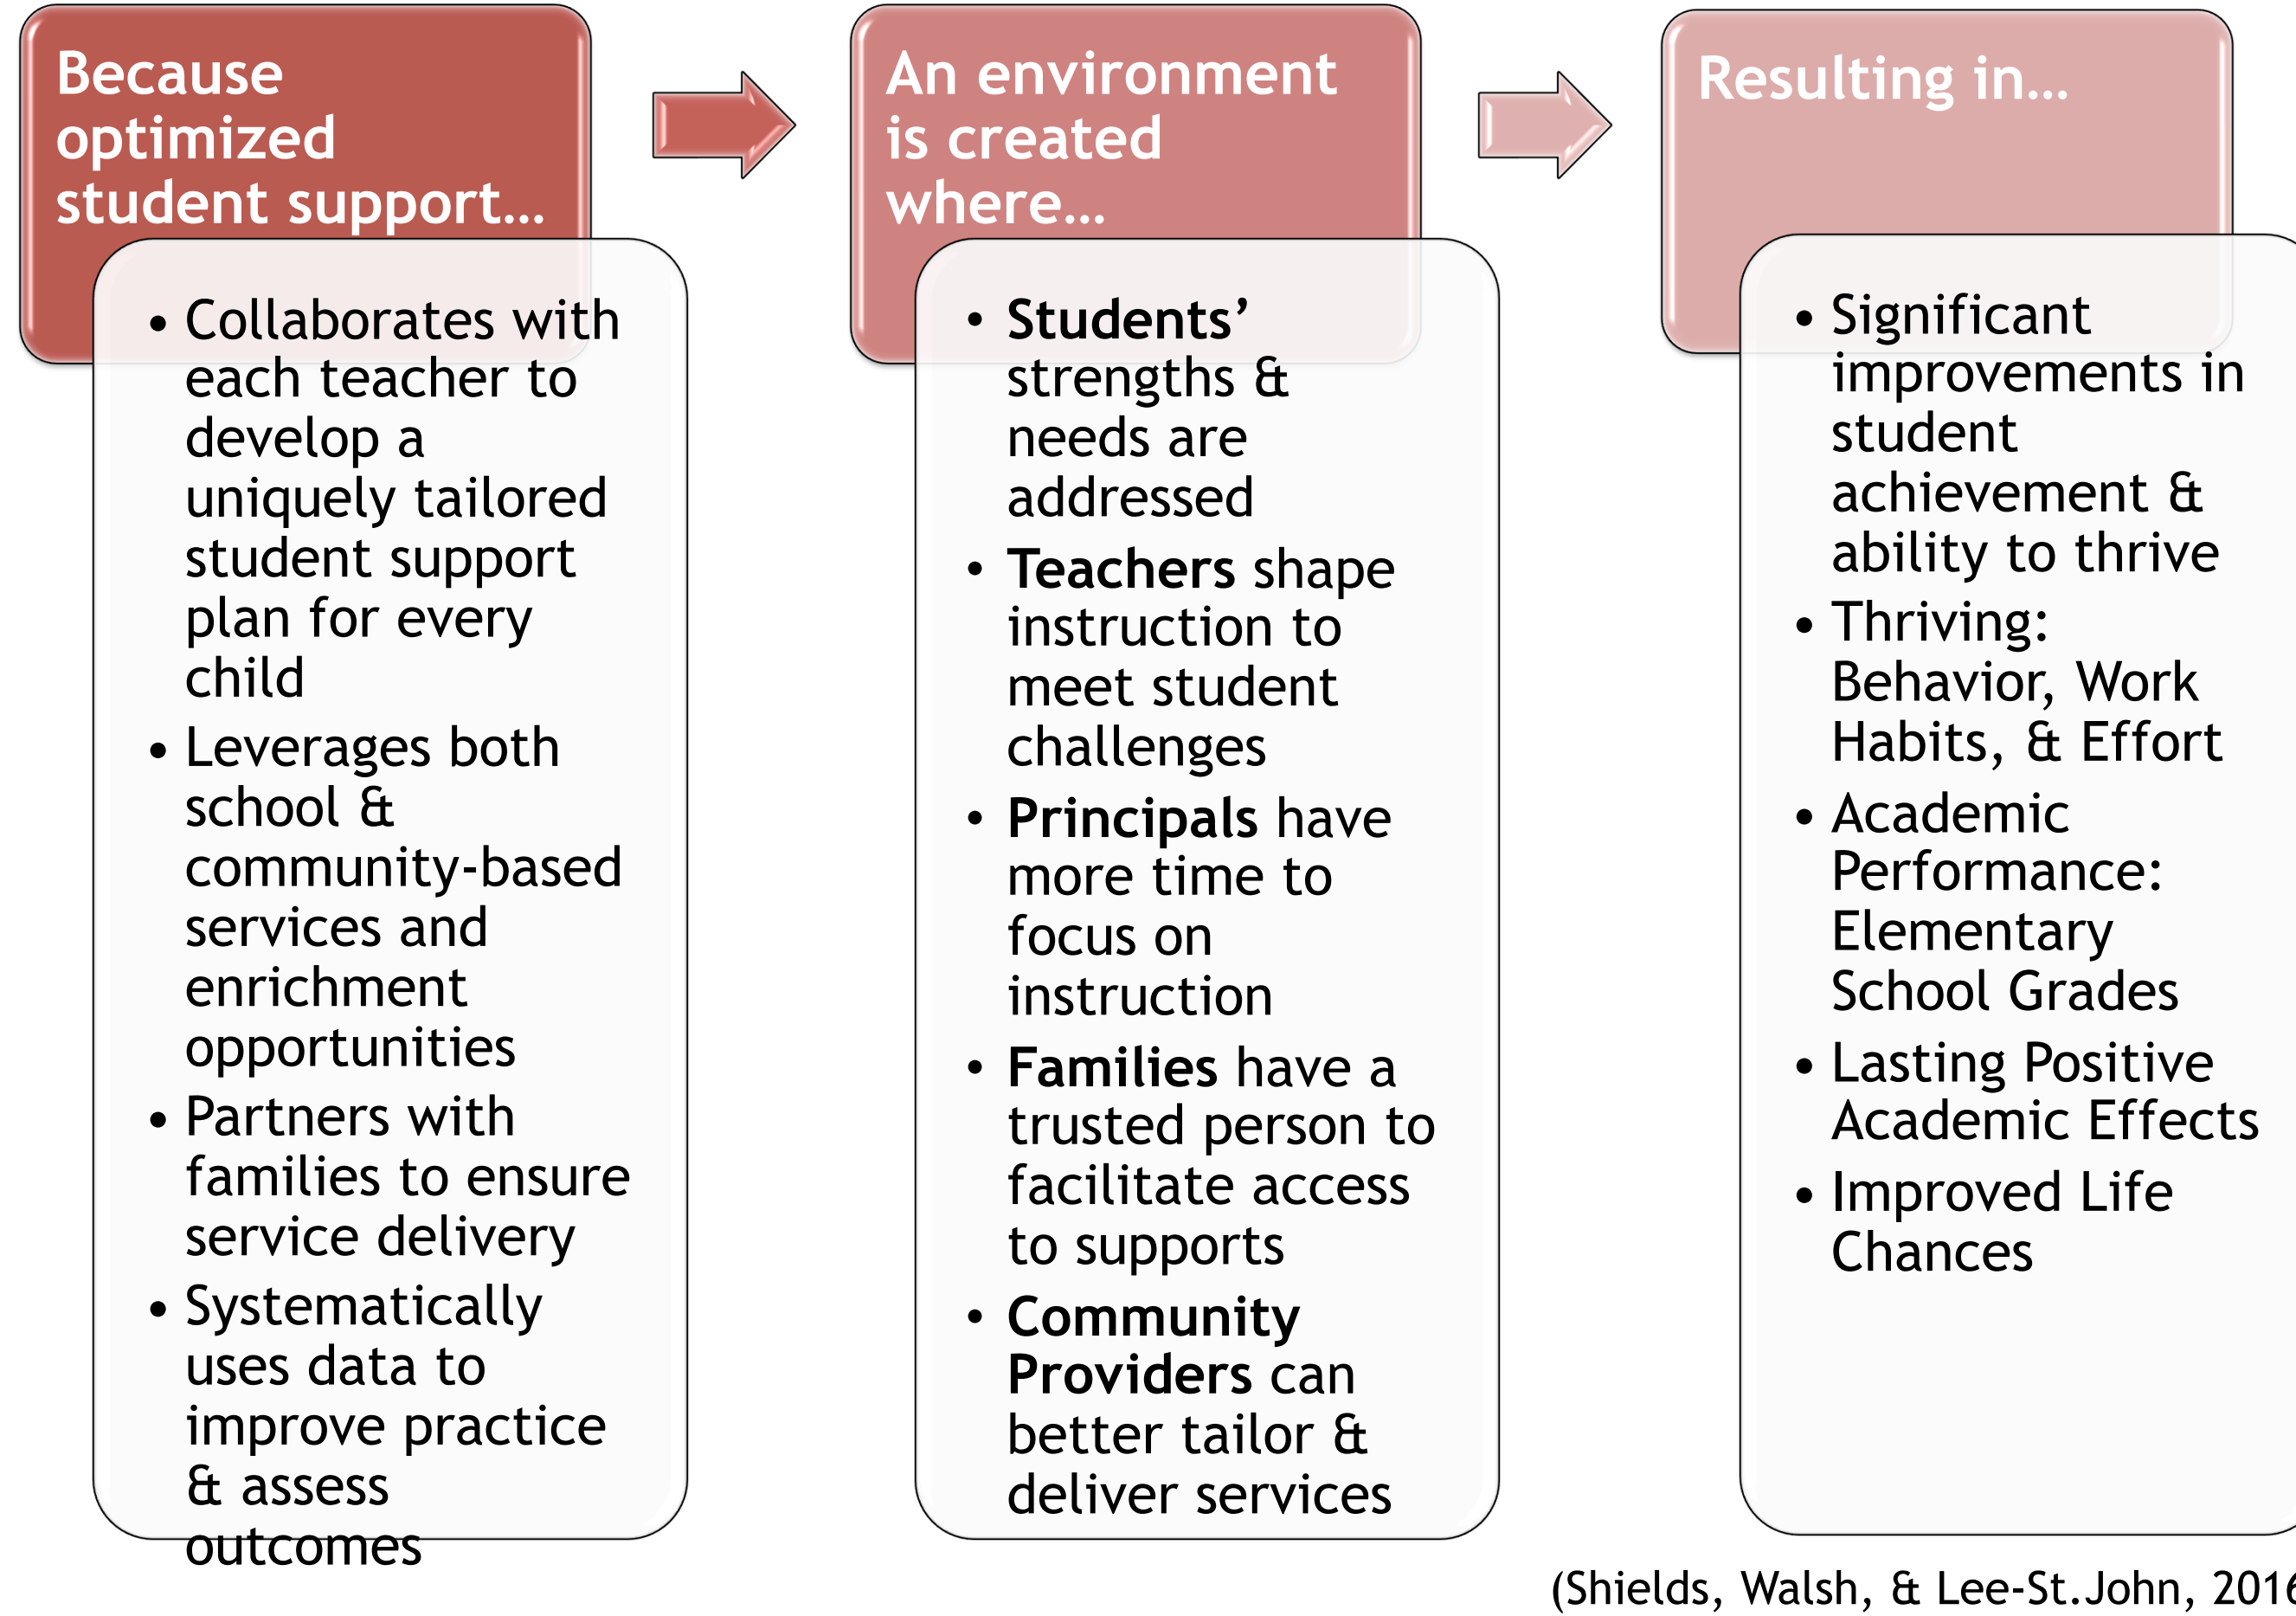 Because
optimized
student support…
• Collaborates with
each teacher to
develop a
uniquely tailored
student support
plan for every
child
• Leverages both
school &
community-based
services and
enrichment
opportunities
• Partners with
families to ensure
service delivery
• Systematically
uses data to
improve practice
& assess
outcomes
An environment
is created
where…
• Students’
strengths &
needs are
addressed
• Teachers shape
instruction to
meet student
challenges
• Principals have
more time to
focus on
instruction
• Families have a
trusted person to
facilitate access
to supports
• Community
Providers can
better tailor &
deliver services
Resulting in…
• Significant
improvements in
student
achievement &
ability to thrive
• Thriving:
Behavior, Work
Habits, & Effort
• Academic
Performance:
Elementary
School Grades
• Lasting Positive
Academic Effects
• Improved Life
Chances
(Shields, Walsh, & Lee-St.John, 2016